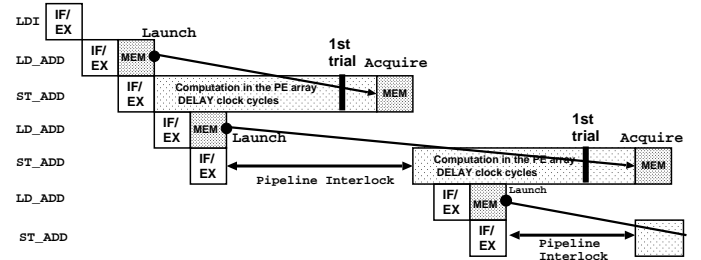 LDI IF/ EX
LD_ADD IF/ EX MEM Launch
1st trial Acquire
ST_ADD IF/ EX Computation in the PE array DELAY clock cycles MEM
LD_ADD IF/ EX MEM Launch
1st trial Acquire
ST_ADD IF/ EX Pipeline Interlock Computation in the PE array DELAY clock cycles MEM
LD_ADD IF/ EX MEM Launch
ST_ADD IF/ EX Pipeline Interlock